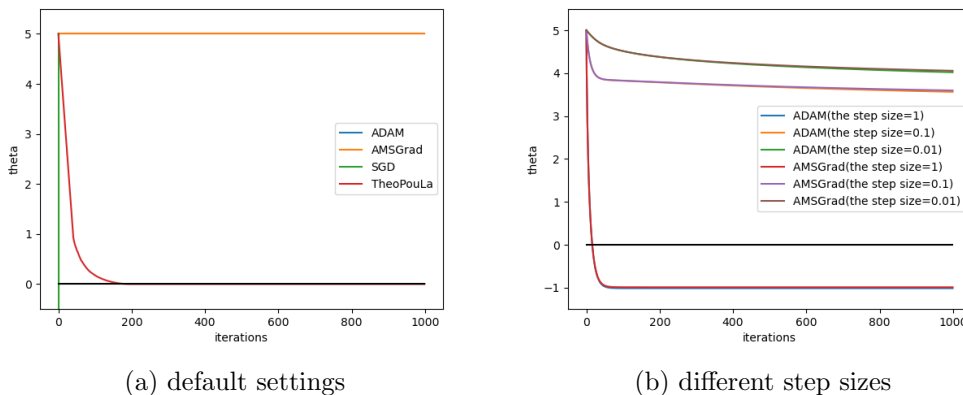 5
4
3
2
1
0
theta
0
200
400
600
800
1000
iterations
ADAM
AMSGrad
SGD
TheoPouLa
(a) default settings
5
4
3
2
1
0
−1
theta
0
200
400
600
800
1000
iterations
ADAM(the step size=1)
ADAM(the step size=0.1)
ADAM(the step size=0.01)
AMSGrad(the step size=1)
AMSGrad(the step size=0.1)
AMSGrad(the step size=0.01)
(b) different step sizes